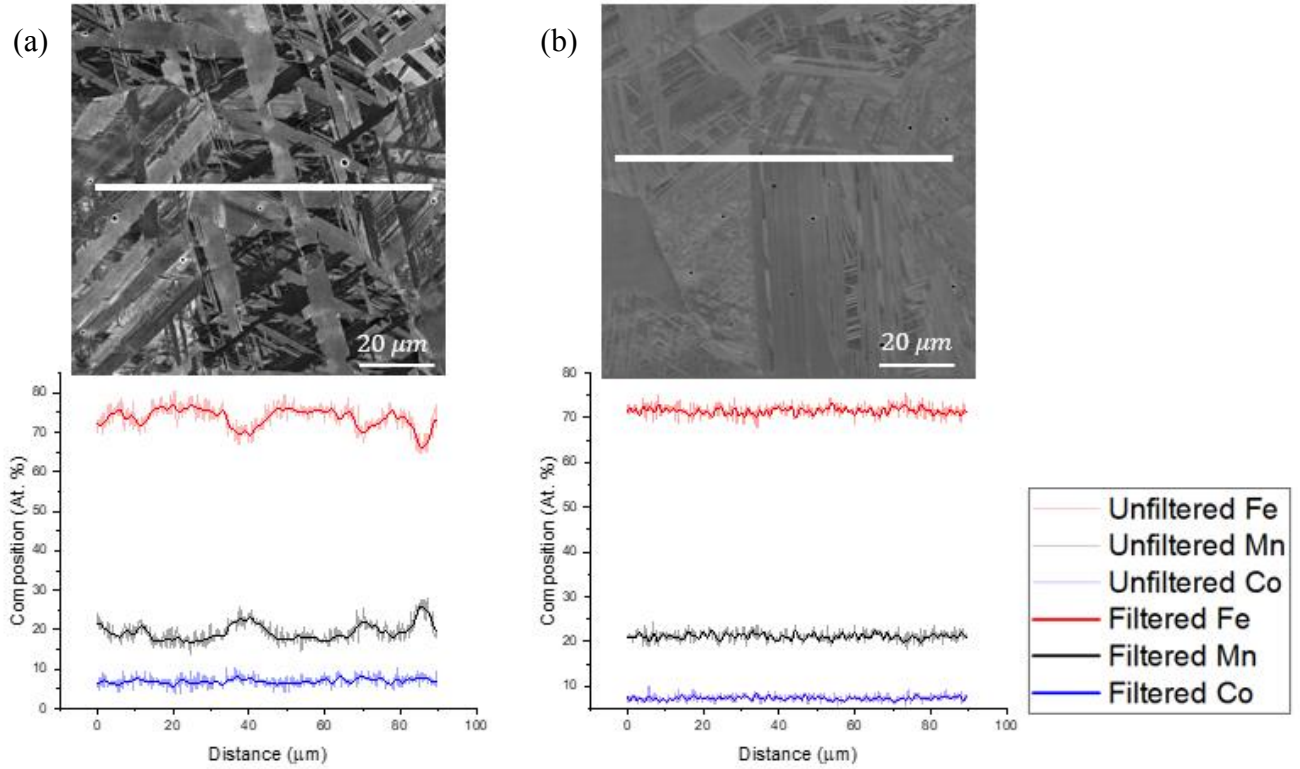 (a)
(b)
20 μm
20 μm
80
70
60
50
40
30
20
10
0
Composition (At. %)
0
20
40
60
80
100
Distance (μm)
80
70
60
50
40
30
20
10
Composition (At. %)
0
20
40
60
80
100
Distance (μm)
Unfiltered Fe
Unfiltered Mn
Unfiltered Co
Filtered Fe
Filtered Mn
Filtered Co